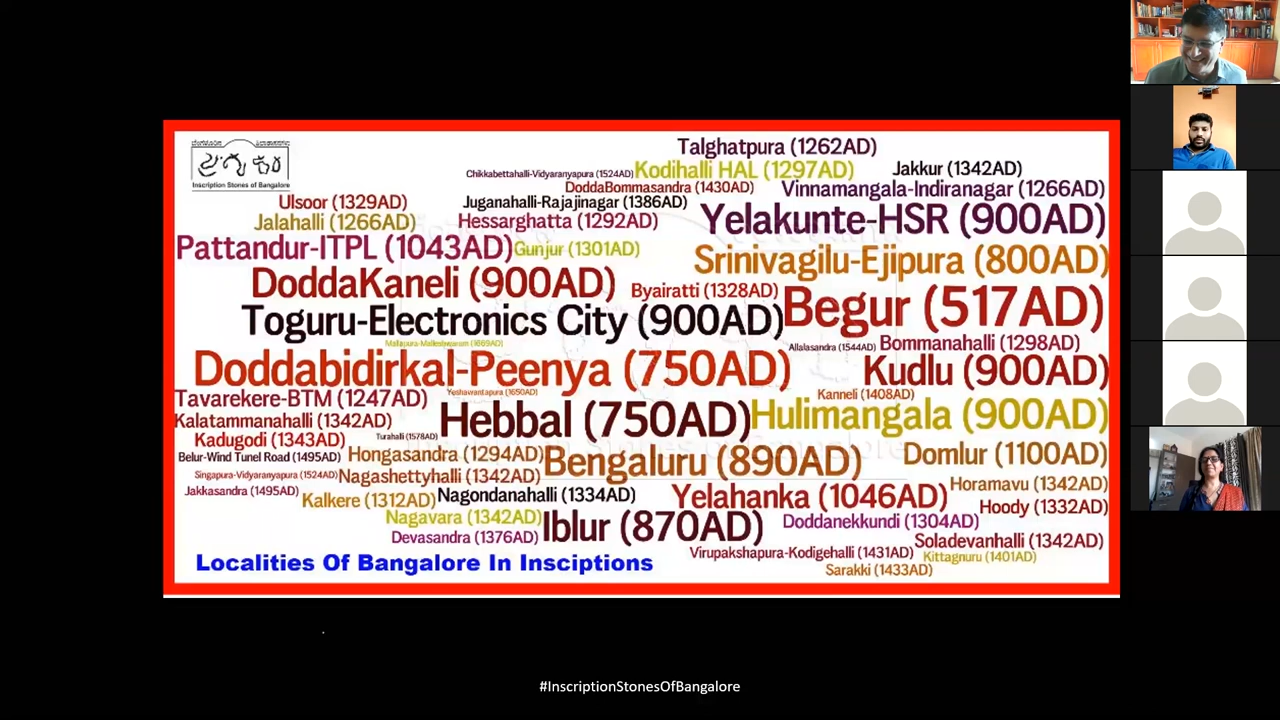 Inscription Stones of Bangalore
Talghatpura (1262AD)
Chikkabettahalli-Vidyaranyapura (1524AD)
Kodihalli HAL (1297AD)
Jakkur (1342AD)
DoddaBommasandra (1430AD)
Vinnamangala-Indiranagar (1266AD)
Ulsoor (1329AD)
Juganahalli-Rajajinagar (1386AD)
Jalahalli (1266AD)
Hessarghatta (1292AD)
Yelakunte-HSR (900AD)
Pattandur-ITPL (1043AD)
Gunjur (1301AD)
Srinivagilu-Ejipura (800AD)
DoddaKaneli (900AD)
Byairatti (1328AD)
Begur (517AD)
Toguru-Electronics City (900AD)
Mallapura-Malleshwaram (1669AD)
Allalasandra (1544AD)
Bommanahalli (1298AD)
Doddabidirkal-Peenya (750AD)
Kudlu (900AD)
Tavarekere-BTM (1247AD)
Yeshawantapura (1650AD)
Kanneli (1408AD)
Kalatammanahalli (1342AD)
Hebbal (750AD)
Hulimangala (900AD)
Kadugodi (1343AD)
Turahalli (1578AD)
Belur-Wind Tunel Road (1495AD)
Hongasandra (1294AD)
Bengaluru (890AD)
Domlur (1100AD)
Singapura-Vidyaranyapura (1524AD)
Nagashettyhalli (1342AD)
Horamavu (1342AD)
Jakkasandra (1495AD)
Kalkere (1312AD)
Nagondanahalli (1334AD)
Yelahanka (1046AD)
Hoody (1332AD)
Nagavara (1342AD)
Iblur (870AD)
Doddanekkundi (1304AD)
Devasandra (1376AD)
Soladevanhalli (1342AD)
Virupakshapura-Kodigehalli (1431AD)
Kittagnuru (1401AD)
Localities Of Bangalore In Insciptions
Sarakki (1433AD)
#InscriptionStonesOfBangalore